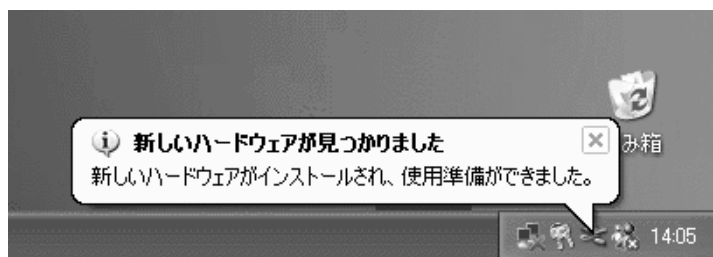 新しいハードウェアが見つかりました
新しいハードウェアがインストールされ、使用準備ができました。
み箱
14:05